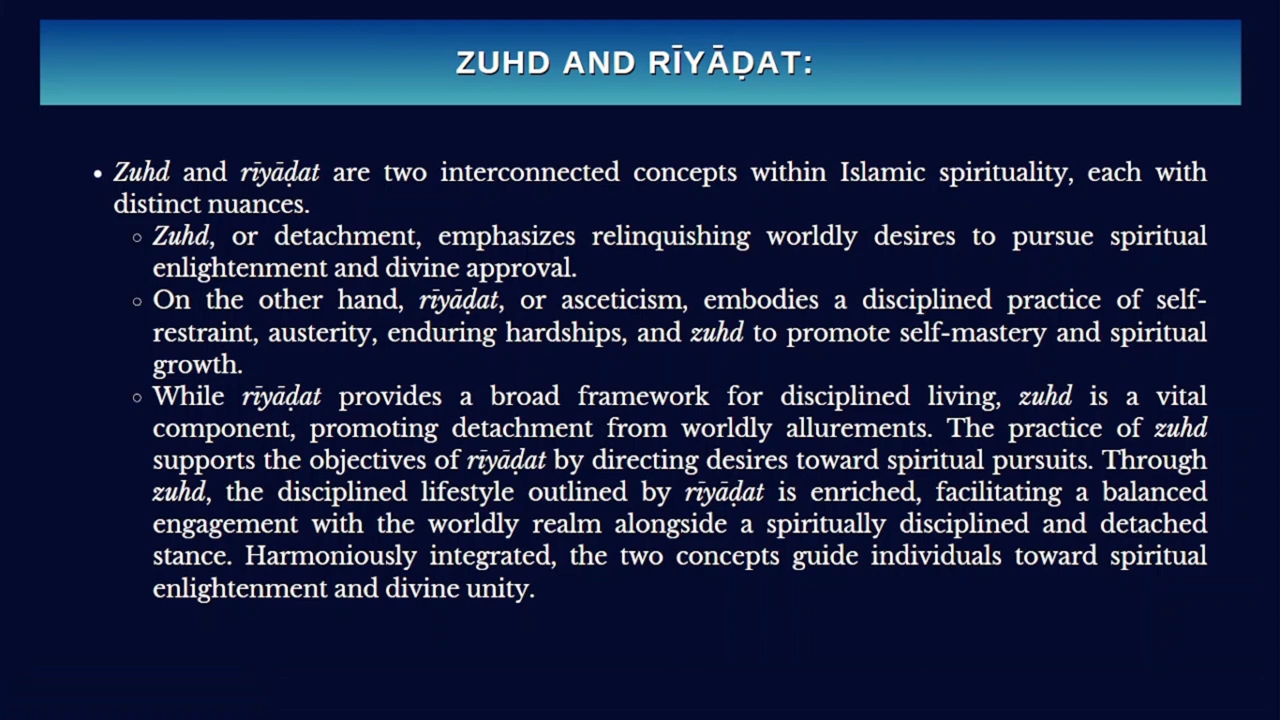 ZUHD AND RĪYĀḌAT:
• Zuhd and rīyāḍat are two interconnected concepts within Islamic spirituality, each with
distinct nuances.
◦ Zuhd, or detachment, emphasizes relinquishing worldly desires to pursue spiritual
enlightenment and divine approval.
◦ On the other hand, rīyāḍat, or asceticism, embodies a disciplined practice of self-
restraint, austerity, enduring hardships, and zuhd to promote self-mastery and spiritual
growth.
◦ While rīyāḍat provides a broad framework for disciplined living, zuhd is a vital
component, promoting detachment from worldly allurements. The practice of zuhd
supports the objectives of rīyāḍat by directing desires toward spiritual pursuits. Through
zuhd, the disciplined lifestyle outlined by rīyāḍat is enriched, facilitating a balanced
engagement with the worldly realm alongside a spiritually disciplined and detached
stance. Harmoniously integrated, the two concepts guide individuals toward spiritual
enlightenment and divine unity.